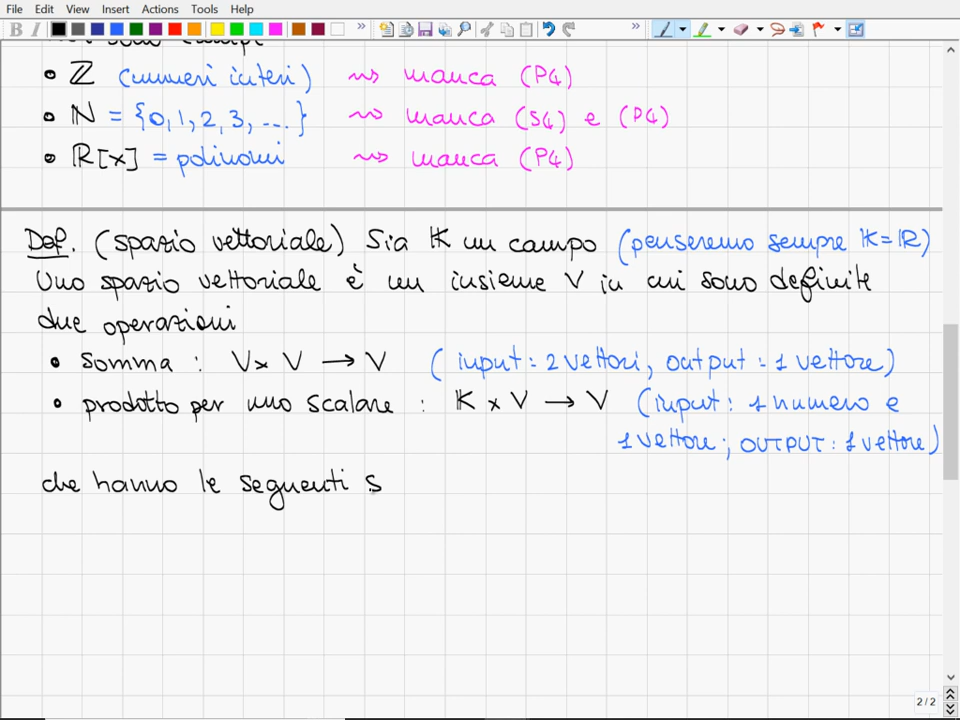 File Edit View Insert Actions Tools Help
B I
• ℤ (numeri interi) ⇝ manca (P4)
• ℕ = {0, 1, 2, 3, ....} ⇝ manca (S4) e (P4)
• ℝ[x] = polinomi ⇝ manca (P4)
Def. (spazio vettoriale) Sia 𝕂 un campo (penseremo sempre 𝕂=ℝ)
Uno spazio vettoriale è un insieme V in cui sono definite
due operazioni
• somma : V x V → V (input: 2 vettori, output: 1 vettore)
• prodotto per uno scalare : 𝕂 x V → V (input: 1 numero e
1 vettore; OUTPUT: 1 vettore)
che hanno le seguenti s
2 / 2